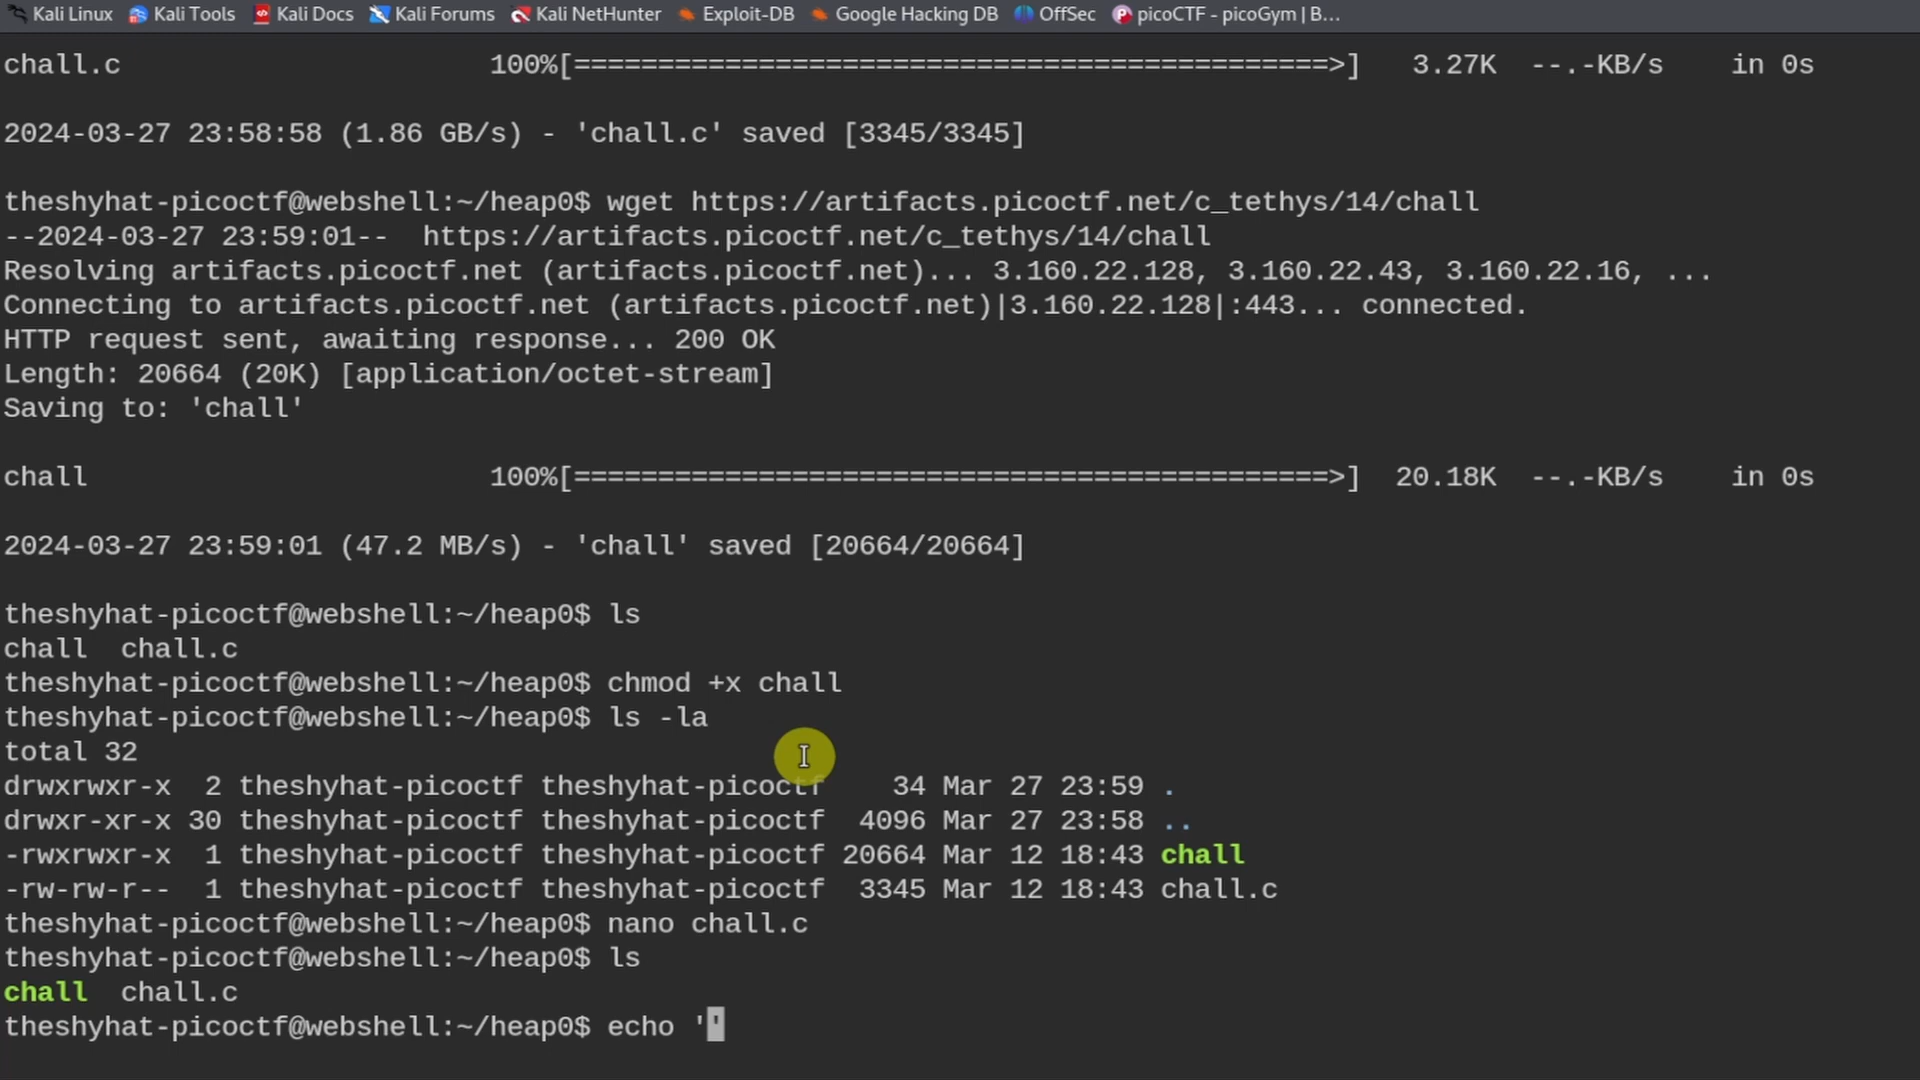 Kali Linux Kali Tools Kali Docs Kali Forums Kali NetHunter Exploit-DB Google Hacking DB OffSec picoCTF - picoGym | B...
chall.c 100%[=============================================>] 3.27K --.-KB/s in 0s
2024-03-27 23:58:58 (1.86 GB/s) - 'chall.c' saved [3345/3345]
theshyhat-picoctf@webshell:~/heap0$ wget https://artifacts.picoctf.net/c_tethys/14/chall
--2024-03-27 23:59:01-- https://artifacts.picoctf.net/c_tethys/14/chall
Resolving artifacts.picoctf.net (artifacts.picoctf.net)... 3.160.22.128, 3.160.22.43, 3.160.22.16, ...
Connecting to artifacts.picoctf.net (artifacts.picoctf.net)|3.160.22.128|:443... connected.
HTTP request sent, awaiting response... 200 OK
Length: 20664 (20K) [application/octet-stream]
Saving to: 'chall'
chall 100%[=============================================>] 20.18K --.-KB/s in 0s
2024-03-27 23:59:01 (47.2 MB/s) - 'chall' saved [20664/20664]
theshyhat-picoctf@webshell:~/heap0$ ls
chall chall.c
theshyhat-picoctf@webshell:~/heap0$ chmod +x chall
theshyhat-picoctf@webshell:~/heap0$ ls -la
total 32
drwxrwxr-x 2 theshyhat-picoctf theshyhat-picoctf 34 Mar 27 23:59 .
drwxr-xr-x 30 theshyhat-picoctf theshyhat-picoctf 4096 Mar 27 23:58 ..
-rwxrwxr-x 1 theshyhat-picoctf theshyhat-picoctf 20664 Mar 12 18:43 chall
-rw-rw-r-- 1 theshyhat-picoctf theshyhat-picoctf 3345 Mar 12 18:43 chall.c
theshyhat-picoctf@webshell:~/heap0$ nano chall.c
theshyhat-picoctf@webshell:~/heap0$ ls
chall chall.c
theshyhat-picoctf@webshell:~/heap0$ echo ''